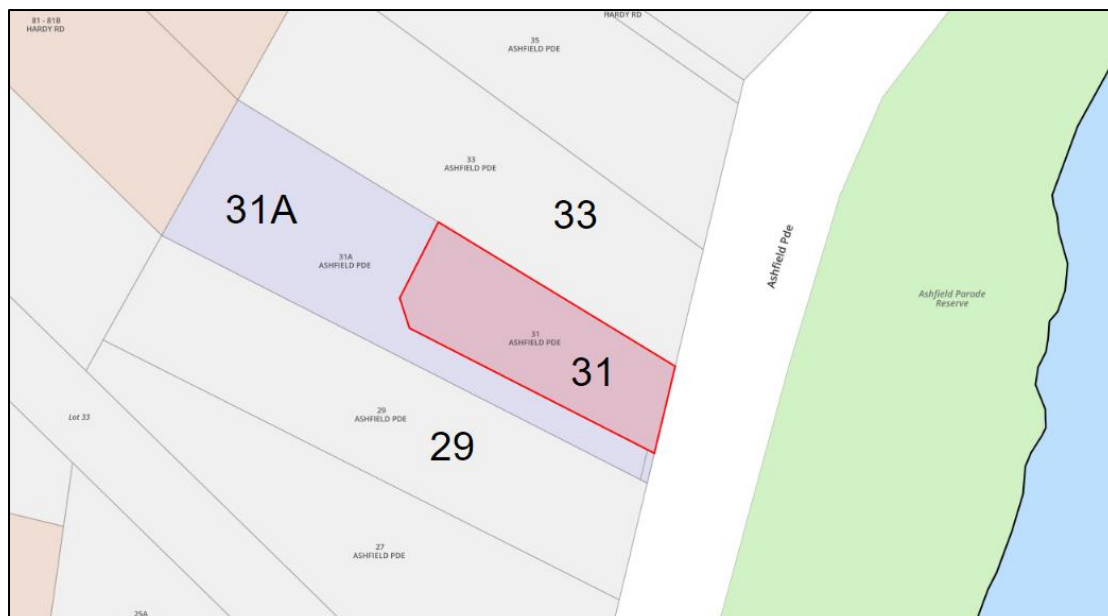 81 - 81B
HARDY RD
HARDY RD
35
ASHFIELD PDE
33
ASHFIELD PDE
33
31A
31A
ASHFIELD PDE
Ashfield Pde
Ashfield Parade
Reserve
31
ASHFIELD PDE
31
29
ASHFIELD PDE
29
Lot 33
27
ASHFIELD PDE
25A